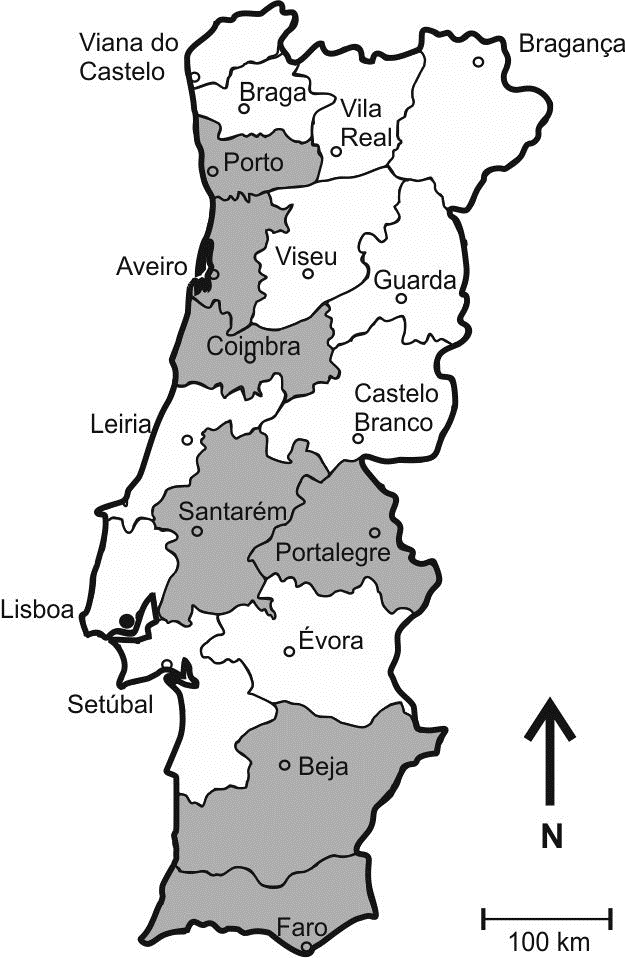 Viana do
Castelo
Bragança
Braga
Vila
Real
Porto
Aveiro
Viseu
Guarda
Coimbra
Castelo
Branco
Leiria
Santarém
Portalegre
Lisboa
Évora
Setúbal
Beja
N
Faro
100 km